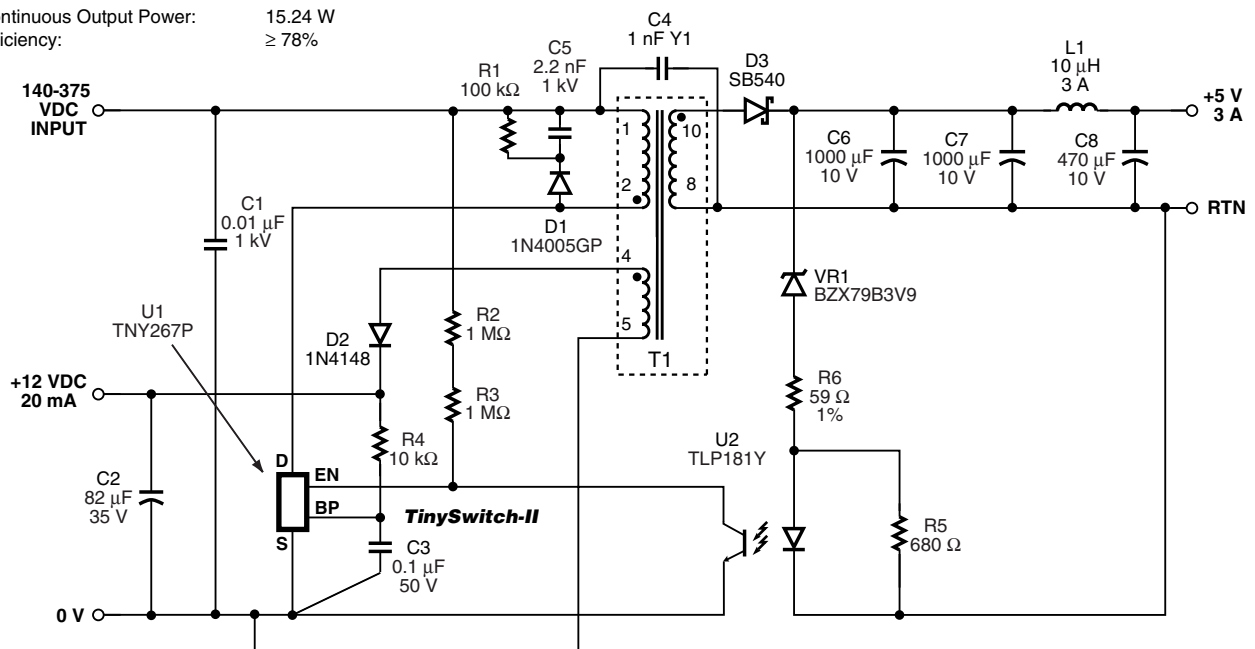 ontinuous Output Power: 15.24 W
iciency: ≥ 78%
C4
1 nF Y1
C5
2.2 nF
1 kV
R1
100 kΩ
D3
SB540
L1
10 µH
3 A
140-375
VDC
INPUT
+5 V
3 A
1
10
2
8
C6
1000 µF
10 V
C7
1000 µF
10 V
C8
470 µF
10 V
RTN
C1
0.01 µF
1 kV
D1
1N4005GP
4
5
T1
VR1
BZX79B3V9
U1
TNY267P
D2
1N4148
R2
1 MΩ
+12 VDC
20 mA
R3
1 MΩ
R6
59 Ω
1%
R4
10 kΩ
U2
TLP181Y
C2
82 µF
35 V
D
EN
BP
S
TinySwitch-II
C3
0.1 µF
50 V
R5
680 Ω
0 V